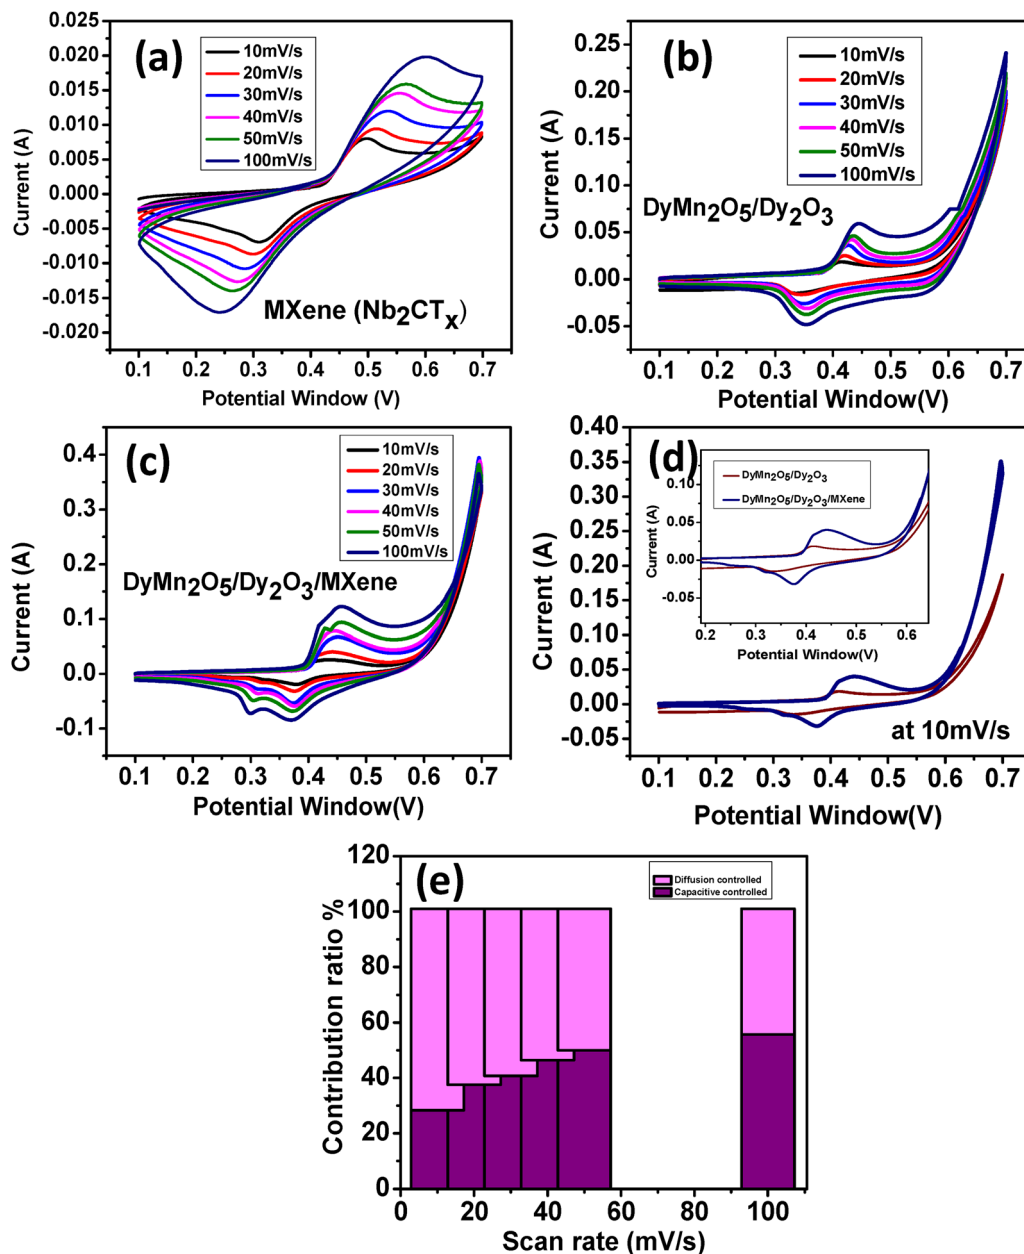 (a)
10mV/s
20mV/s
30mV/s
40mV/s
50mV/s
100mV/s
MXene (Nb₂CTₓ)
Current (A)
0.025
0.020
0.015
0.010
0.005
0.000
-0.005
-0.010
-0.015
-0.020
0.1 0.2 0.3 0.4 0.5 0.6 0.7
Potential Window (V)
(b)
10mV/s
20mV/s
30mV/s
40mV/s
50mV/s
100mV/s
DyMn₂O₅/Dy₂O₃
Current (A)
0.25
0.20
0.15
0.10
0.05
0.00
-0.05
0.1 0.2 0.3 0.4 0.5 0.6 0.7
Potential Window(V)
(c)
10mV/s
20mV/s
30mV/s
40mV/s
50mV/s
100mV/s
DyMn₂O₅/Dy₂O₃/MXene
Current (A)
0.4
0.3
0.2
0.1
0.0
-0.1
0.1 0.2 0.3 0.4 0.5 0.6 0.7
Potential Window(V)
(d)
DyMn₂O₅/Dy₂O₃
DyMn₂O₅/Dy₂O₃/MXene
Current (A)
0.10
0.05
0.00
-0.05
0.2 0.3 0.4 0.5 0.6
Potential Window(V)
at 10mV/s
Current (A)
0.40
0.35
0.30
0.25
0.20
0.15
0.10
0.05
0.00
-0.05
0.1 0.2 0.3 0.4 0.5 0.6 0.7
Potential Window(V)
(e)
Diffusion controlled
Capacitive controlled
Contribution ratio %
120
100
80
60
40
20
0
0 20 40 60 80 100
Scan rate (mV/s)